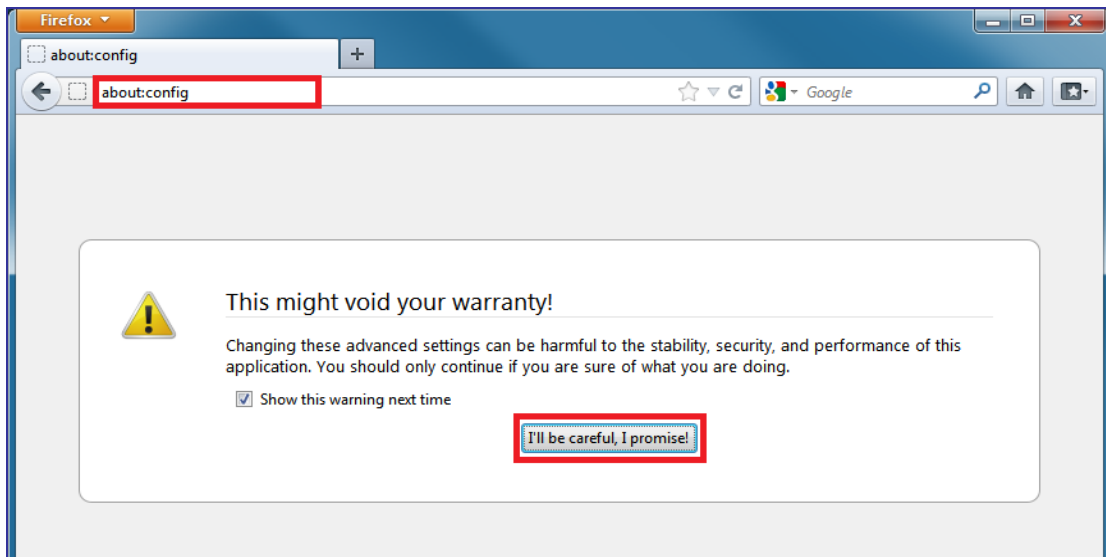 Firefox
about:config
about:config
Google
This might void your warranty!
Changing these advanced settings can be harmful to the stability, security, and performance of this
application. You should only continue if you are sure of what you are doing.
Show this warning next time
I'll be careful, I promise!